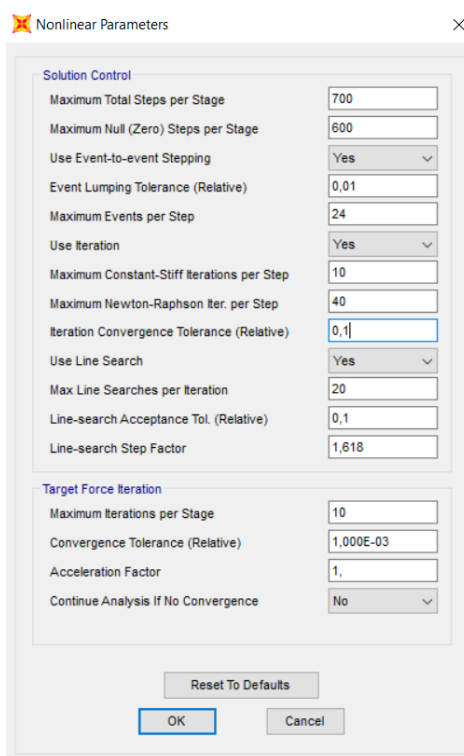 Nonlinear Parameters
Solution Control
Maximum Total Steps per Stage 700
Maximum Null (Zero) Steps per Stage 600
Use Event-to-event Stepping Yes
Event Lumping Tolerance (Relative) 0,01
Maximum Events per Step 24
Use Iteration Yes
Maximum Constant-Stiff Iterations per Step 10
Maximum Newton-Raphson Iter. per Step 40
Iteration Convergence Tolerance (Relative) 0,1
Use Line Search Yes
Max Line Searches per Iteration 20
Line-search Acceptance Tol. (Relative) 0,1
Line-search Step Factor 1,618
Target Force Iteration
Maximum Iterations per Stage 10
Convergence Tolerance (Relative) 1,000E-03
Acceleration Factor 1,
Continue Analysis If No Convergence No
Reset To Defaults
OK Cancel